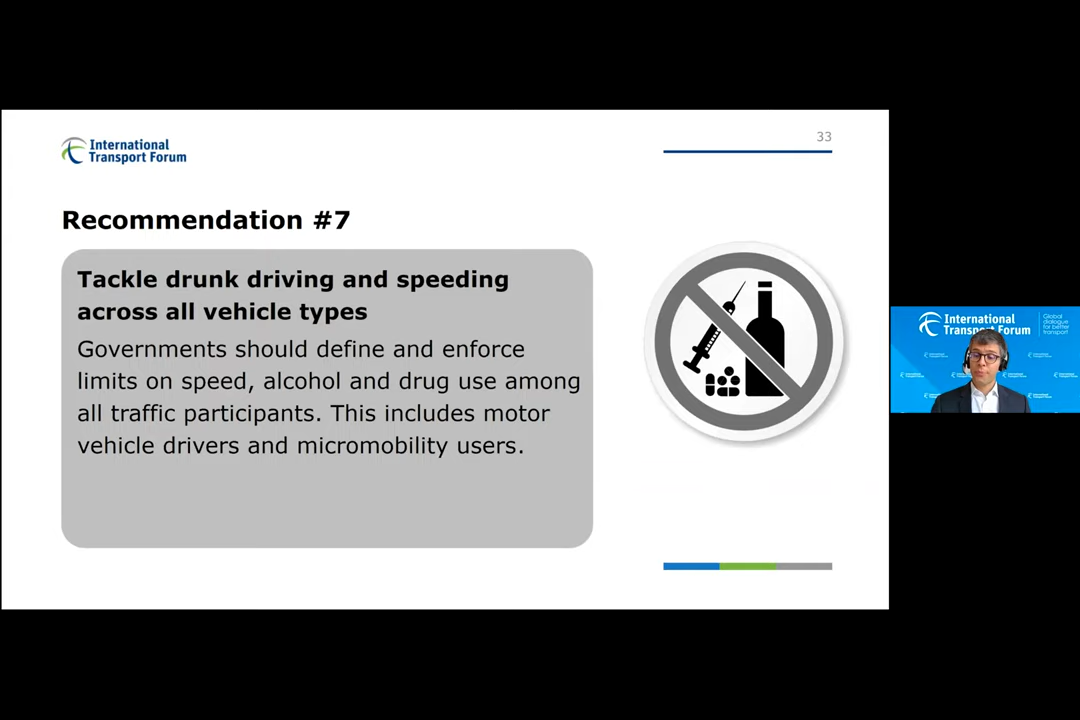 International
Transport Forum
33
Recommendation #7
Tackle drunk driving and speeding
across all vehicle types
Governments should define and enforce
limits on speed, alcohol and drug use among
all traffic participants. This includes motor
vehicle drivers and micromobility users.
International
Transport Forum
Global
dialogue
for better
transport